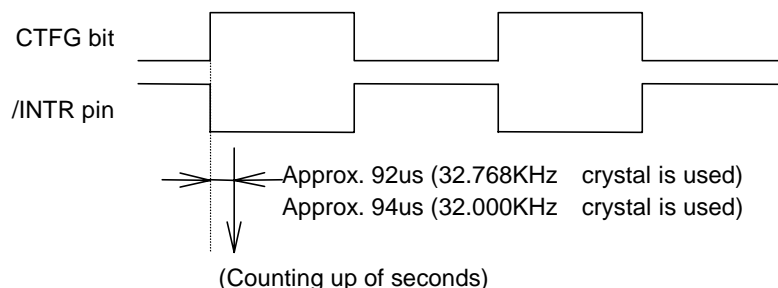 CTFG bit
/INTR pin
Approx. 92us (32.768KHz crystal is used)
Approx. 94us (32.000KHz crystal is used)
(Counting up of seconds)